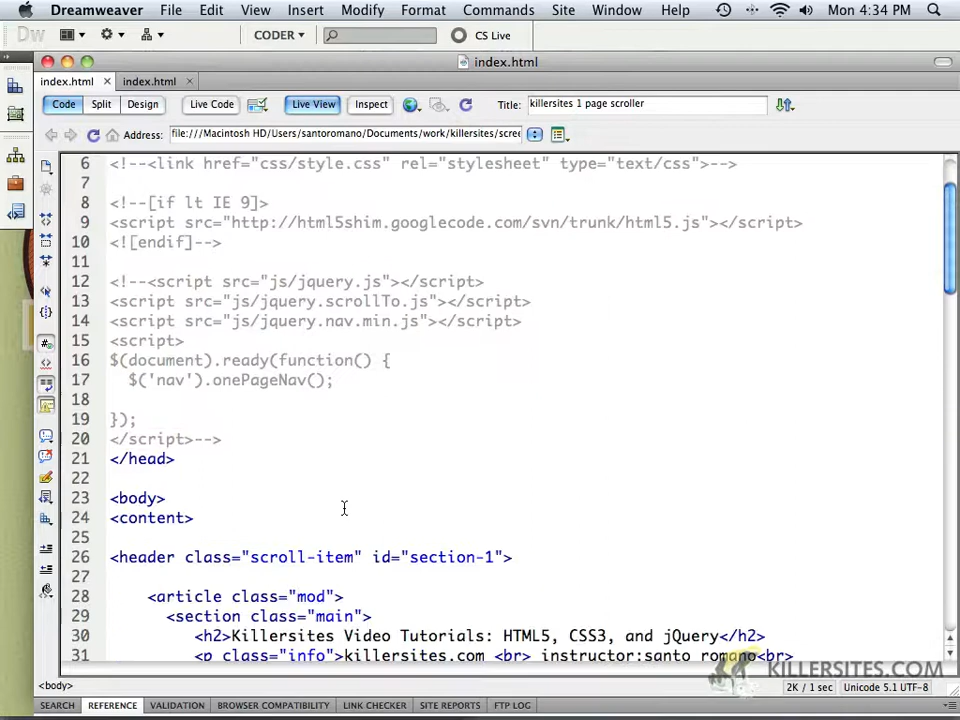 Dreamweaver File Edit View Insert Modify Format Commands Site Window Help Mon 4:34 PM
Dw CODER CS Live
index.html
index.html index.html
Code Split Design Live Code Live View Inspect Title: killersites 1 page scroller
Address: file:///Macintosh HD/Users/santoromano/Documents/work/killersites/scree
6 <!--<link href="css/style.css" rel="stylesheet" type="text/css">-->
7
8 <!--[if lt IE 9]>
9 <script src="http://html5shim.googlecode.com/svn/trunk/html5.js"></script>
10 <![endif]-->
11
12 <!--<script src="js/jquery.js"></script>
13 <script src="js/jquery.scrollTo.js"></script>
14 <script src="js/jquery.nav.min.js"></script>
15 <script>
16 $(document).ready(function() {
17 $('nav').onePageNav();
18
19 });
20 </script>-->
21 </head>
22
23 <body>
24 <content>
25
26 <header class="scroll-item" id="section-1">
27
28 <article class="mod">
29 <section class="main">
30 <h2>Killersites Video Tutorials: HTML5, CSS3, and jQuery</h2>
31 <p class="info">killersites.com <br> instructor:santo romano<br>
KILLERSITES.COM
<body> 2K / 1 sec Unicode 5.1 UTF-8
SEARCH REFERENCE VALIDATION BROWSER COMPATIBILITY LINK CHECKER SITE REPORTS FTP LOG